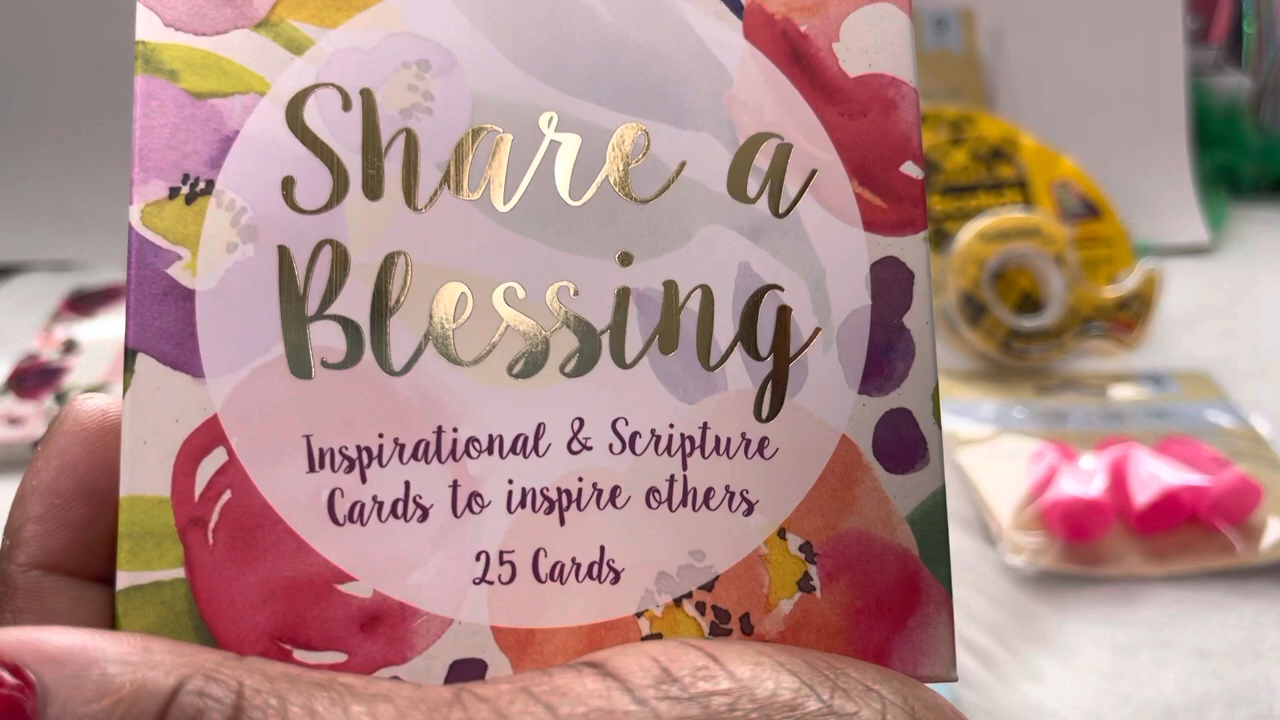 Share a
Blessing
Inspirational & Scripture
Cards to inspire others
25 Cards